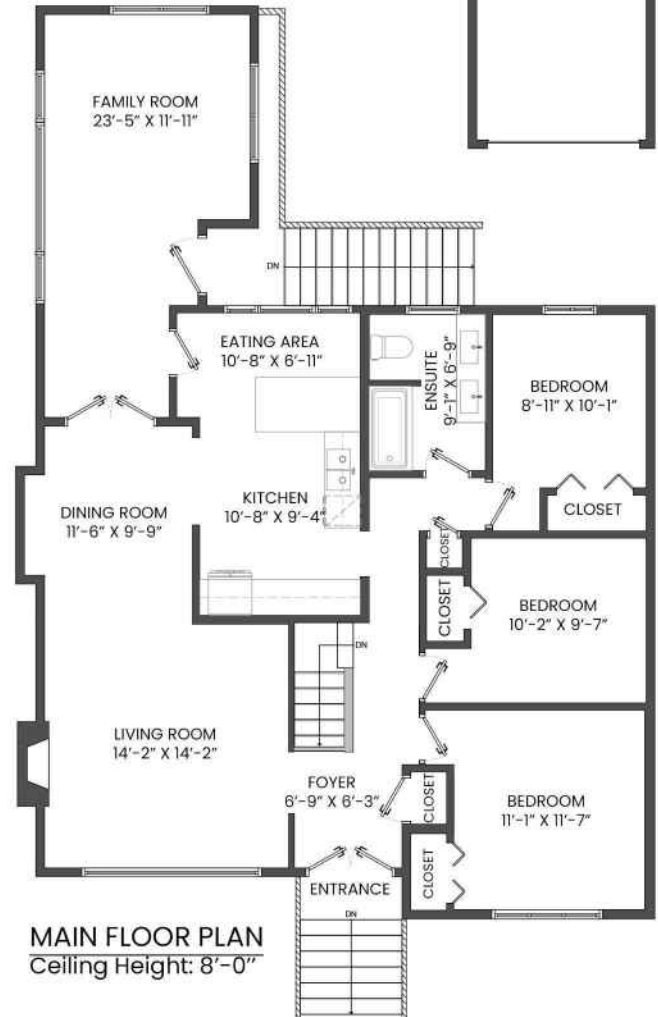 FAMILY ROOM
23'-5" X 11'-11"
DN
EATING AREA
10'-8" X 6'-11"
ENSUITE
9'-1" X 6'-9"
BEDROOM
8'-11" X 10'-1"
CLOSET
DINING ROOM
11'-6" X 9'-9"
KITCHEN
10'-8" X 9'-4"
CLOSET
CLOSET
BEDROOM
10'-2" X 9'-7"
DN
LIVING ROOM
14'-2" X 14'-2"
FOYER
6'-9" X 6'-3"
CLOSET
BEDROOM
11'-1" X 11'-7"
CLOSET
ENTRANCE
DN
MAIN FLOOR PLAN
Ceiling Height: 8'-0"